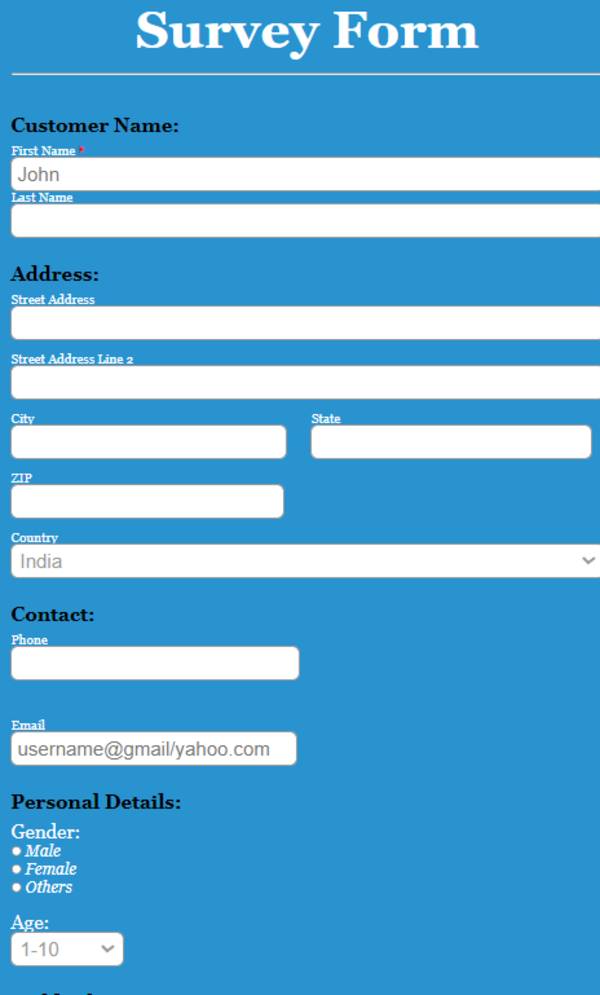 Survey Form
Customer Name:
First Name *
John
Last Name
Address:
Street Address
Street Address Line 2
City State
ZIP
Country
India
Contact:
Phone
Email
username@gmail/yahoo.com
Personal Details:
Gender:
Male
Female
Others
Age:
1-10